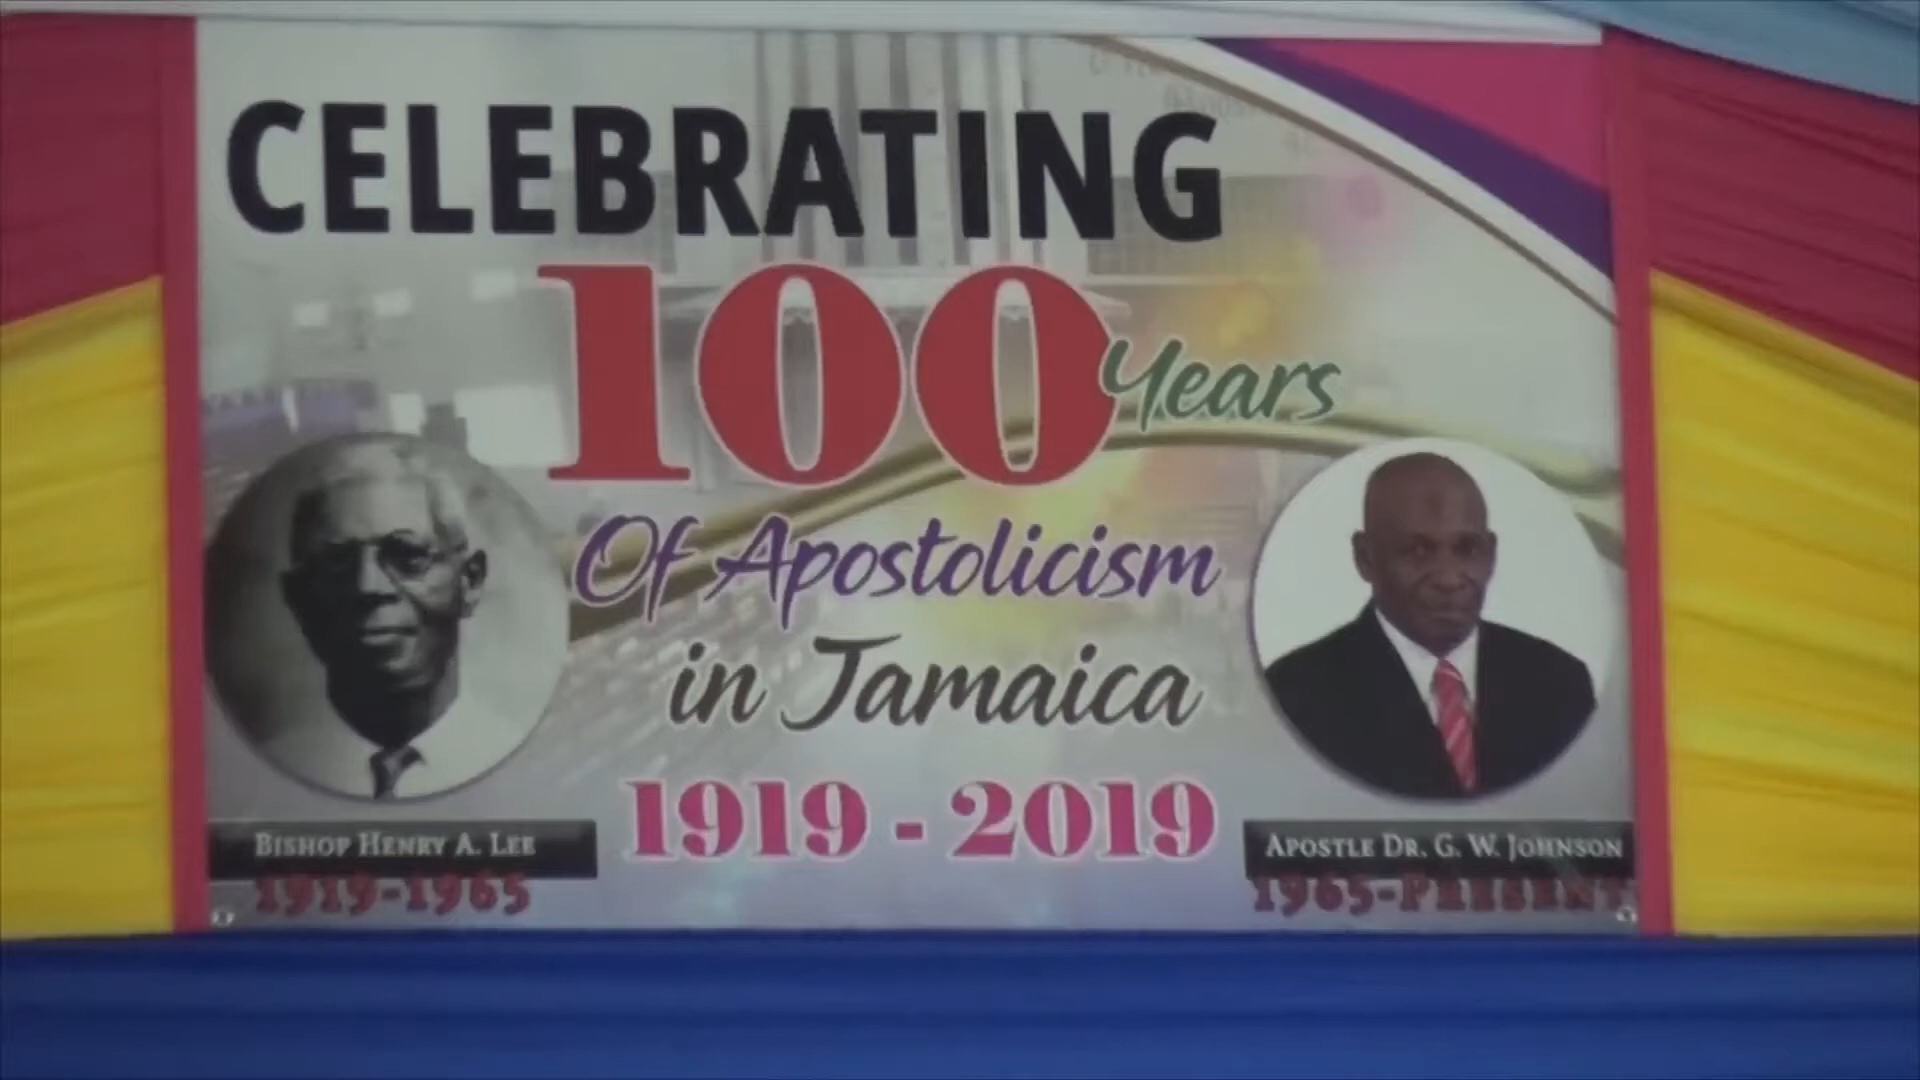 CELEBRATING
100 Years
Of Apostolicism
in Jamaica
1919 - 2019
BISHOP HENRY A. LEE
1919-1965
APOSTLE DR. G. W. JOHNSON
1965-PRESENT